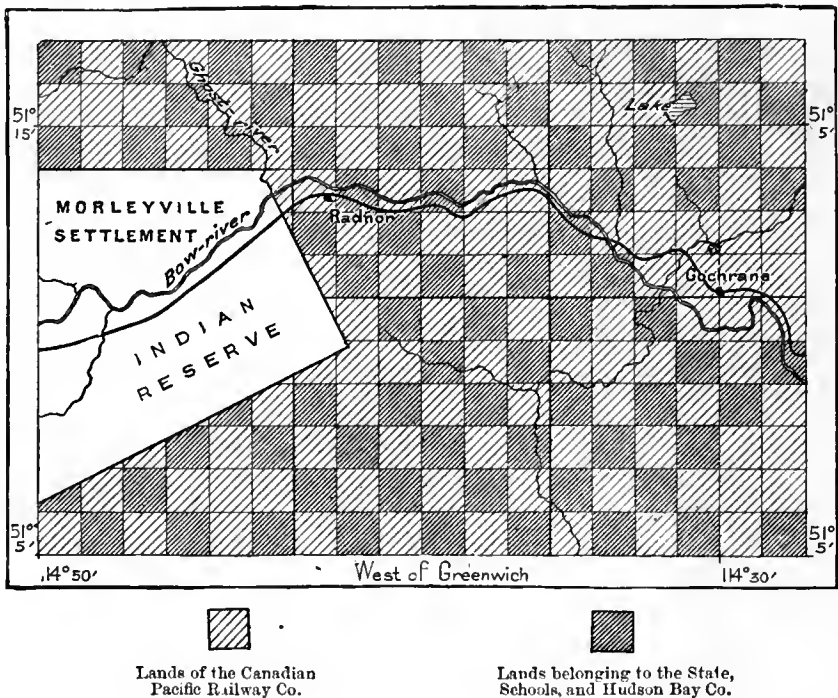 Ghost-river
Lake
51°
15'
51°
5'
MORLEYVILLE
SETTLEMENT
Bow-river
Radnor
Cochrane
INDIAN
RESERVE
51°
5'
51°
5'
114°50'
West of Greenwich
114°30'
Lands of the Canadian
Pacific Railway Co.
Lands belonging to the State,
Schools, and Hudson Bay Co.